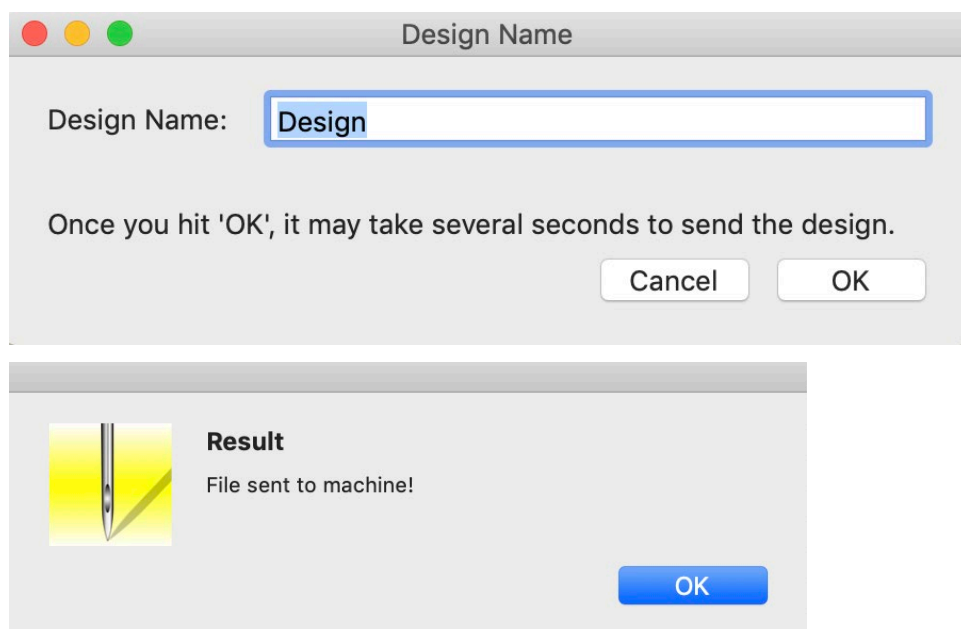 Design Name
Design Name: Design
Once you hit 'OK', it may take several seconds to send the design.
Cancel OK
Result
File sent to machine!
OK